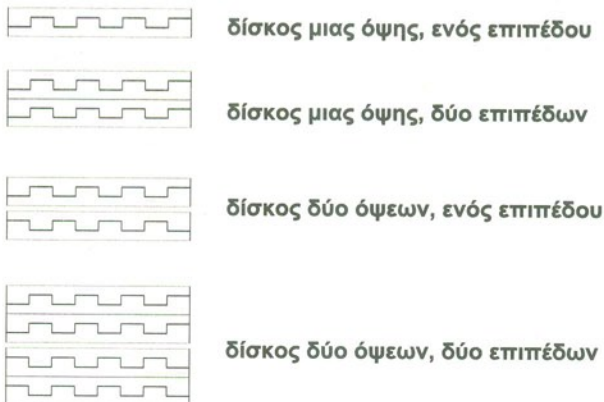 δίσκος μιας όψης, ενός επιπέδου
δίσκος μιας όψης, δύο επιπέδων
δίσκος δύο όψεων, ενός επιπέδου
δίσκος δύο όψεων, δύο επιπέδων